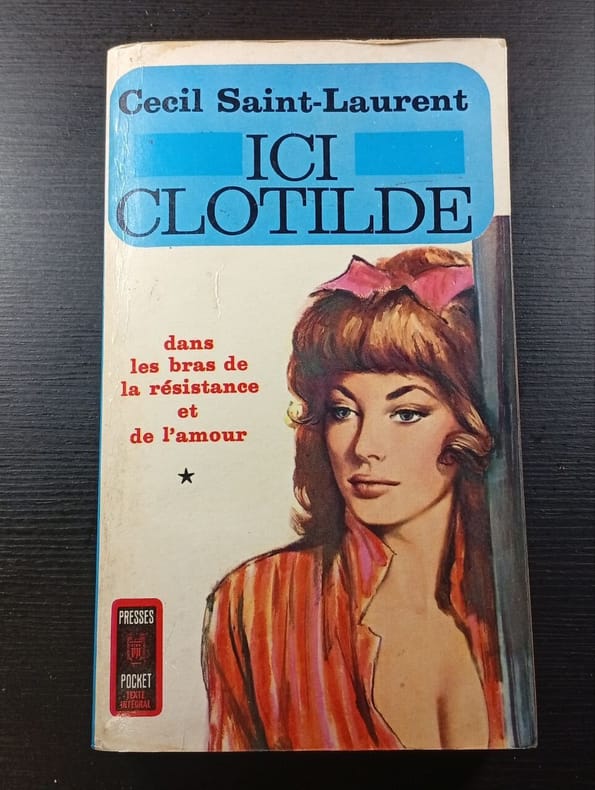 Cecil Saint-Laurent
ICI
CLOTILDE
dans
les bras de
la résistance
et
de l'amour
PRESSES
POCKET
TEXTE
INTÉGRAL